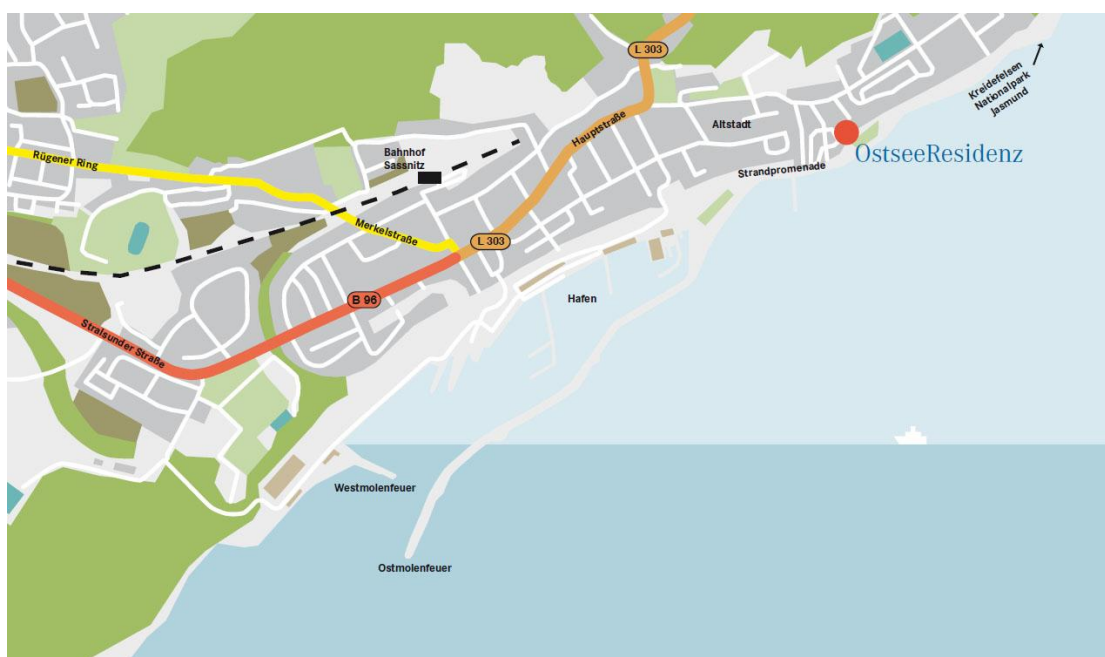 L 303
Kreidefelsen
Nationalpark
Jasmund
Hauptstraße
Altstadt
Rügener Ring
Bahnhof
Sassnitz
OstseeResidenz
Strandpromenade
Merkelstraße
L 303
B 96
Hafen
Stralsunder Straße
Westmolenfeuer
Ostmolenfeuer